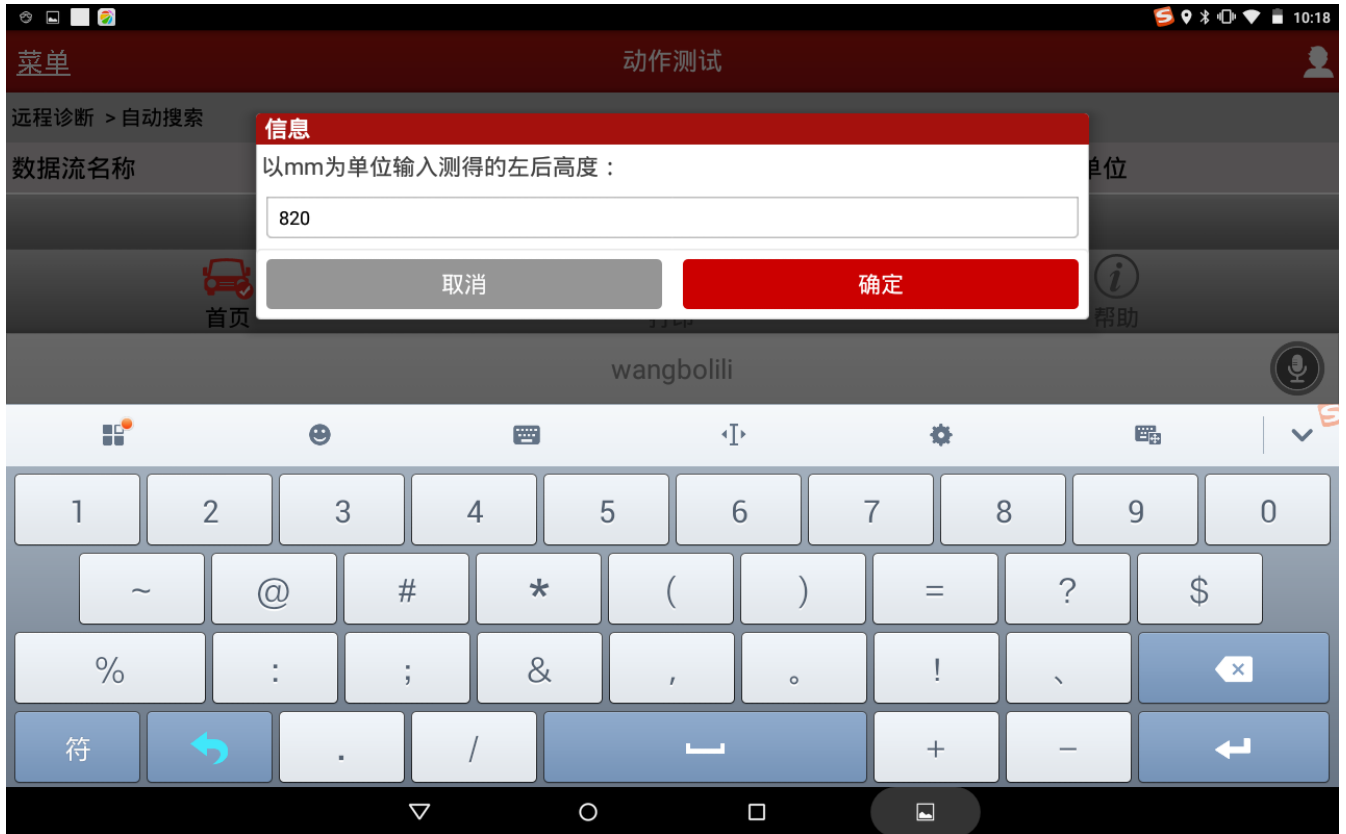 10:18
菜单
动作测试
远程诊断 > 自动搜索
信息
数据流名称
以mm为单位输入测得的左后高度：
单位
820
取消
确定
首页
打印
帮助
wangbolili
1 2 3 4 5 6 7 8 9 0
~ @ # * ( ) = ? $
% : ; & , 。 ! 、
符 . / + −